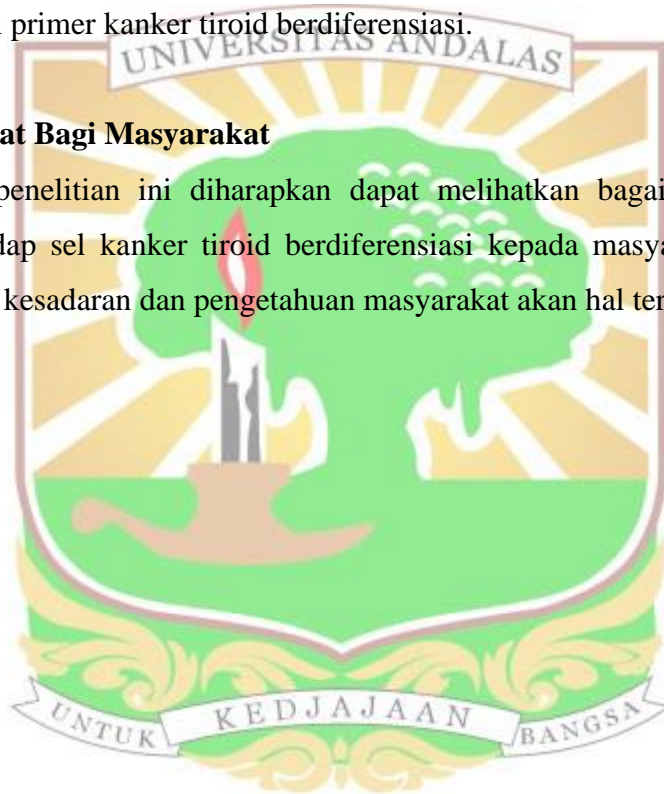 primer kanker tiroid berdiferensiasi.
UNIVERSITAS ANDALAS
at Bagi Masyarakat
penelitian ini diharapkan dapat melihatkan bagai
dap sel kanker tiroid berdiferensiasi kepada masya
kesadaran dan pengetahuan masyarakat akan hal ter
UNTUK KEDJAJAAN BANGSA